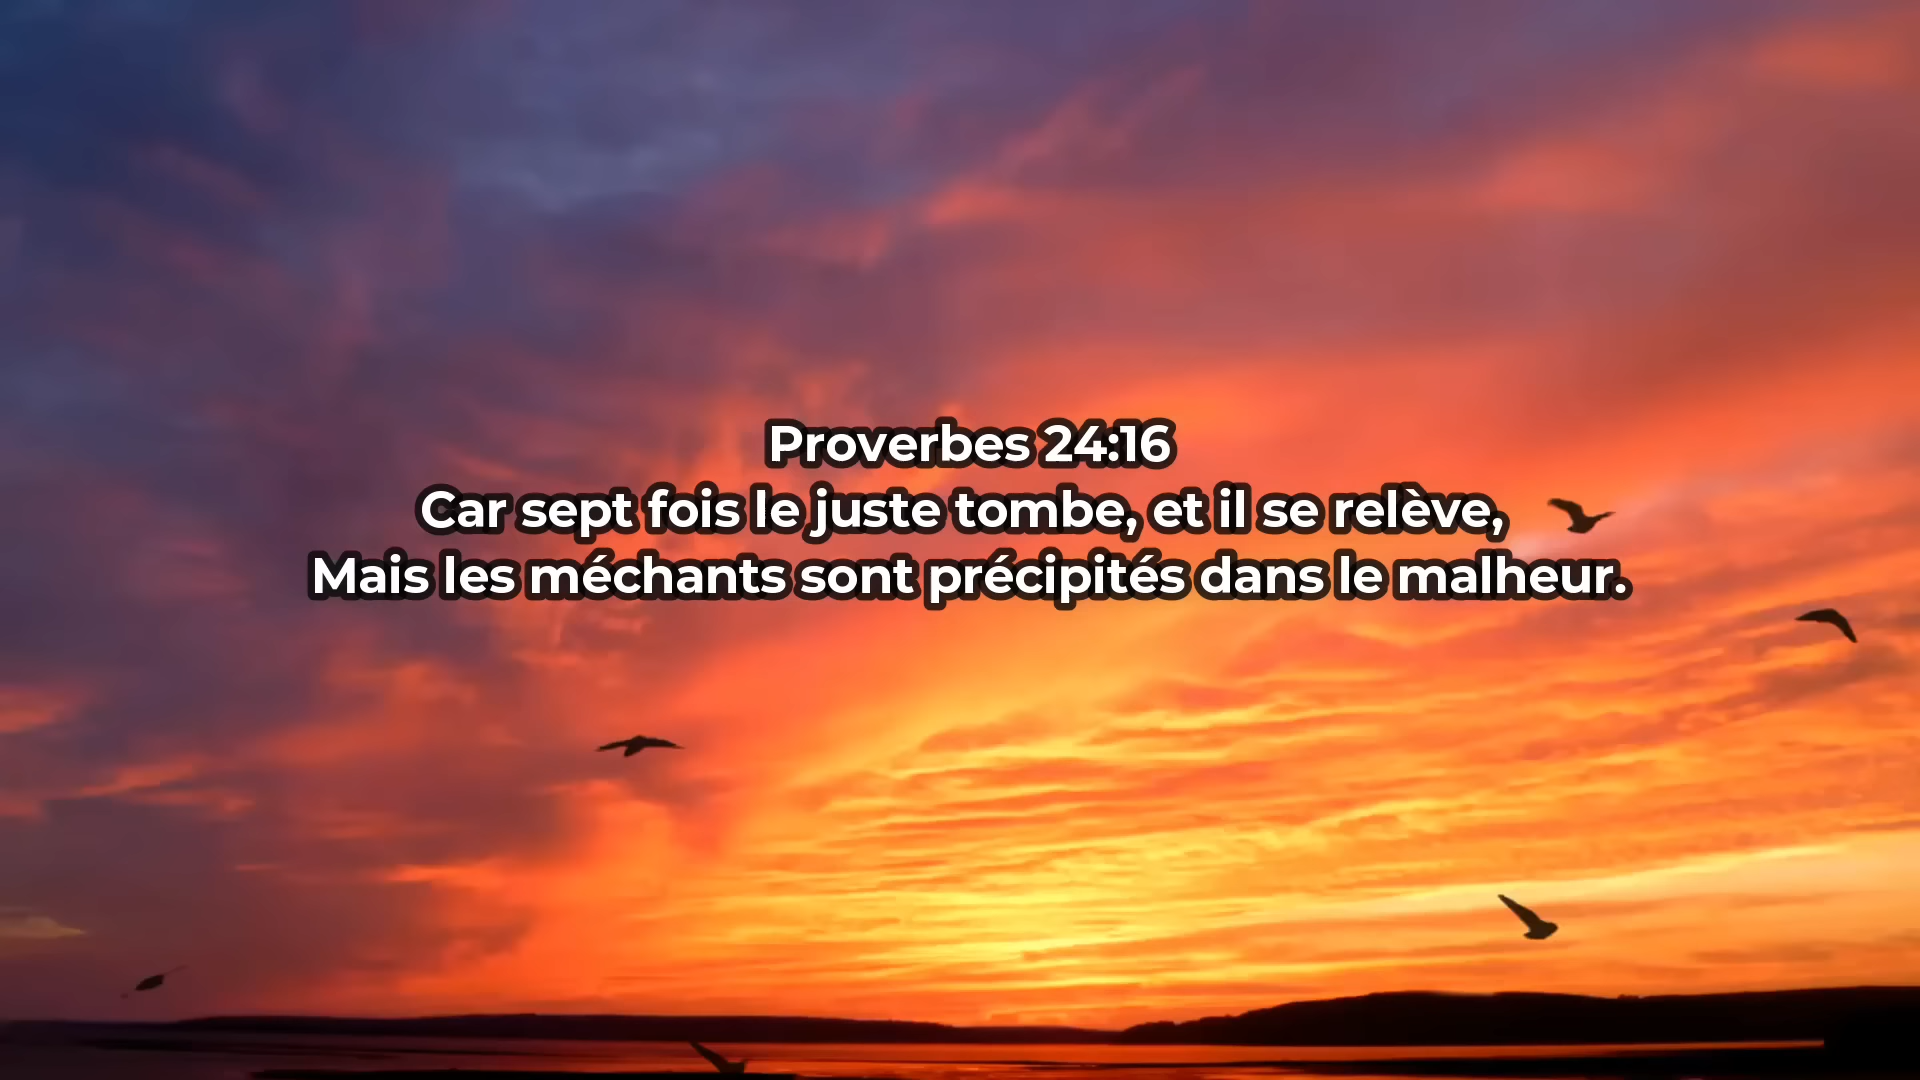 Proverbes 24:16
Car sept fois le juste tombe, et il se relève,
Mais les méchants sont précipités dans le malheur.